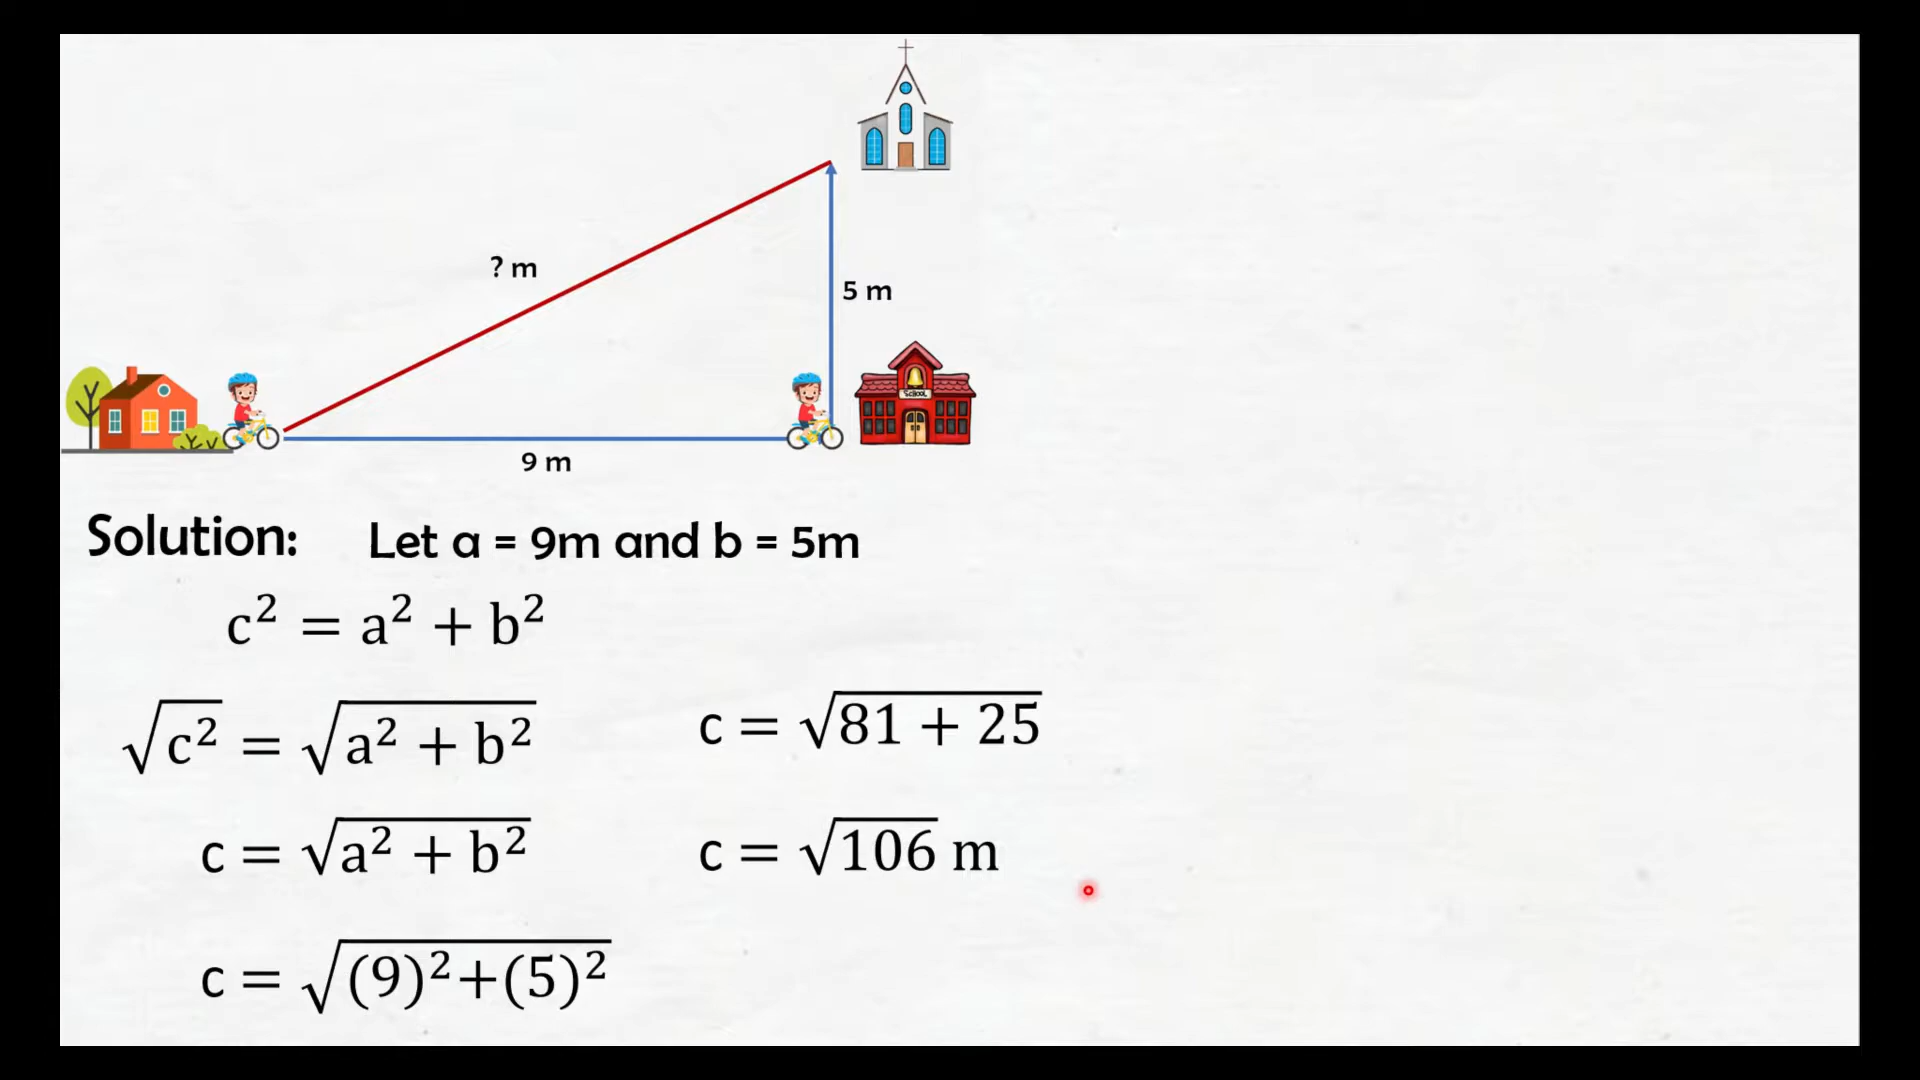 ? m
5 m
SCHOOL
9 m
Solution: Let a = 9m and b = 5m
c² = a² + b²
√c² = √a² + b²
c = √a² + b²
c = √(9)²+(5)²
c = √81 + 25
c = √106 m